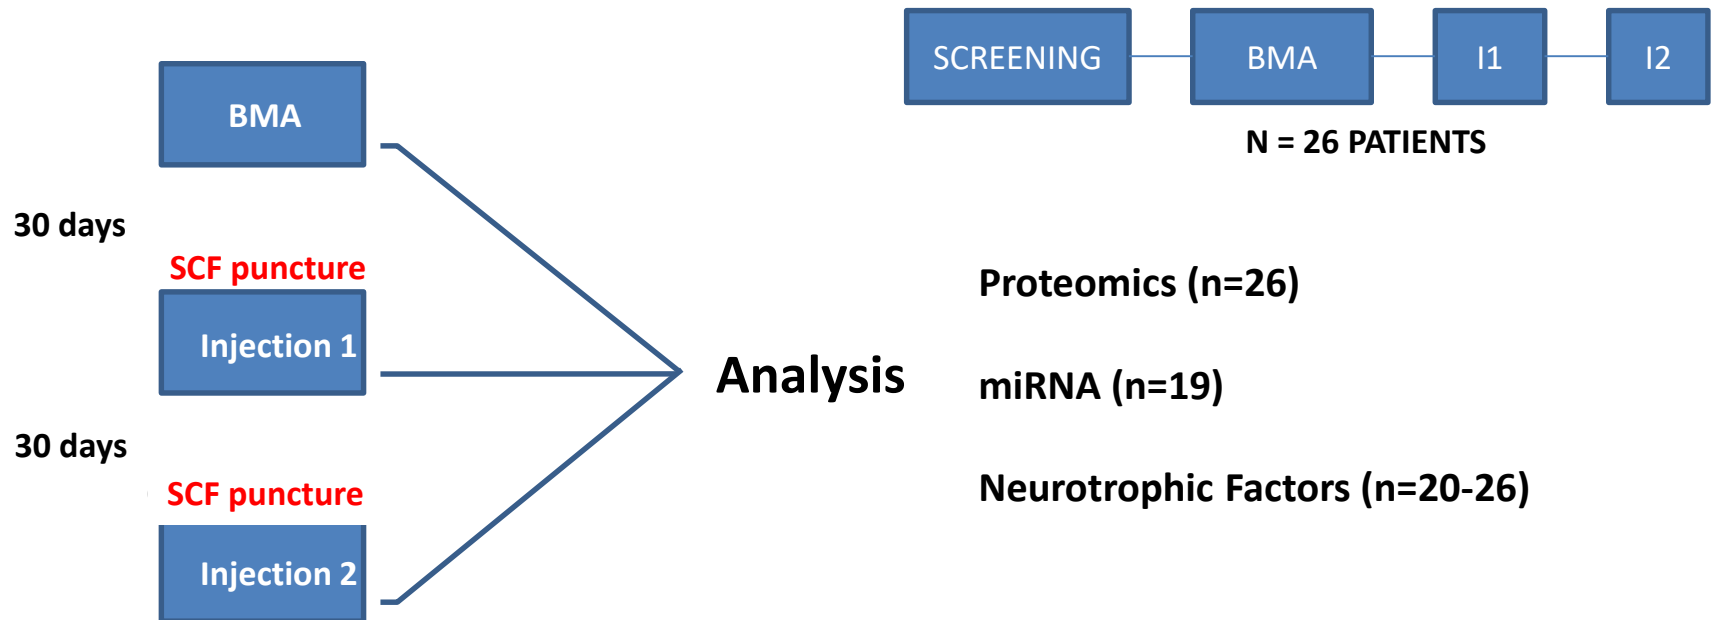 SCREENING
BMA
I1
I2
N = 26 PATIENTS
BMA
30 days
SCF puncture
Injection 1
30 days
SCF puncture
Injection 2
Analysis
Proteomics (n=26)
miRNA (n=19)
Neurotrophic Factors (n=20-26)